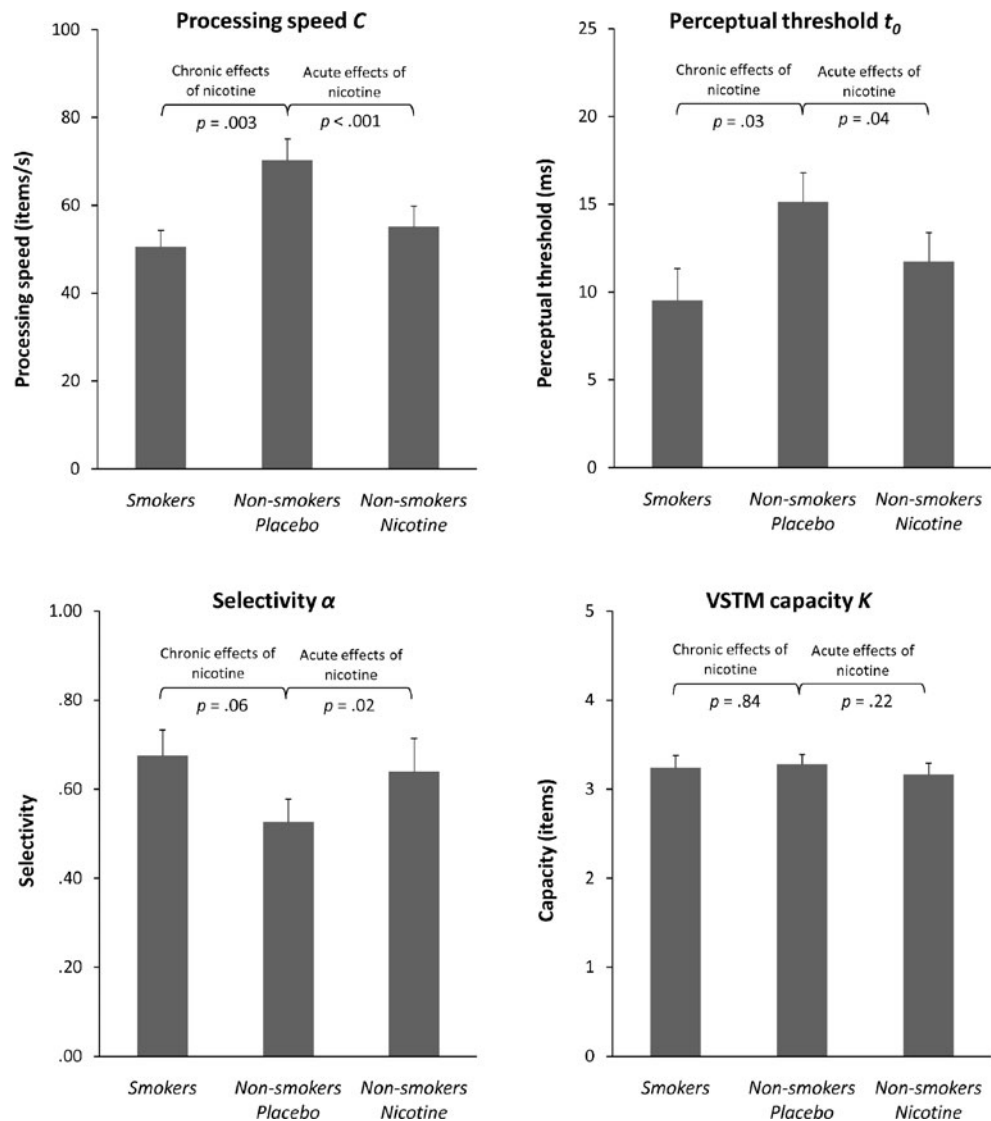 Processing speed C
Processing speed (items/s)
100
80
60
40
20
0
Chronic effects
of nicotine
p = .003
Acute effects of
nicotine
p < .001
Smokers
Non-smokers
Placebo
Non-smokers
Nicotine
Perceptual threshold t0
Perceptual threshold (ms)
25
20
15
10
5
0
Chronic effects of
nicotine
p = .03
Acute effects of
nicotine
p = .04
Smokers
Non-smokers
Placebo
Non-smokers
Nicotine
Selectivity α
Selectivity
1.00
.80
.60
.40
.20
.00
Chronic effects of
nicotine
p = .06
Acute effects of
nicotine
p = .02
Smokers
Non-smokers
Placebo
Non-smokers
Nicotine
VSTM capacity K
Capacity (items)
5
4
3
2
1
0
Chronic effects of
nicotine
p = .84
Acute effects of
nicotine
p = .22
Smokers
Non-smokers
Placebo
Non-smokers
Nicotine